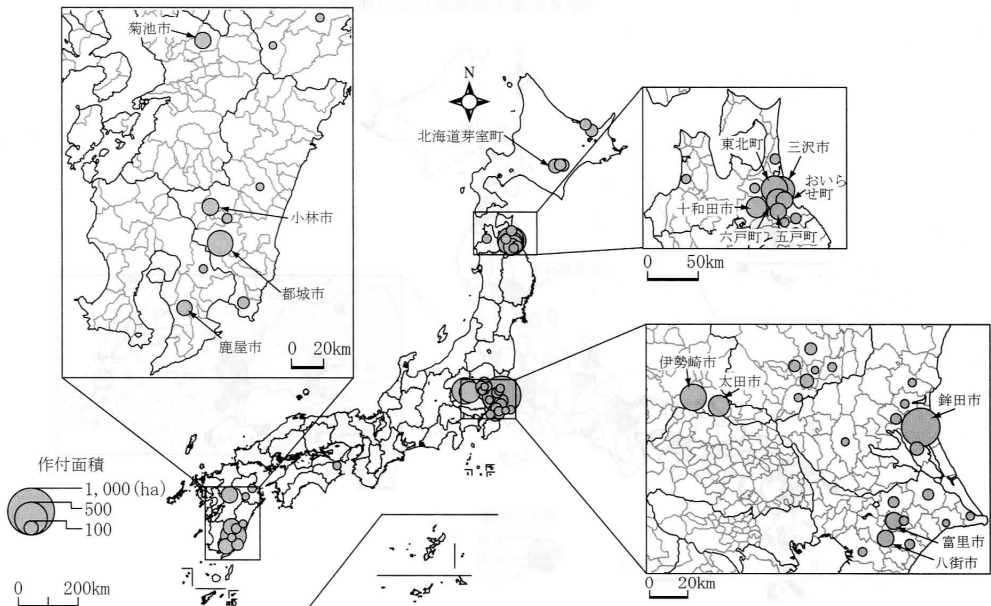 菊池市
小林市
都城市
鹿屋市
0 20km
N
北海道芽室町
東北町
三沢市
おいら
せ町
十和田市
六戸町
五戸町
0 50km
伊勢崎市
太田市
鉾田市
富里市
八街市
0 20km
作付面積
1,000(ha)
500
100
0 200km